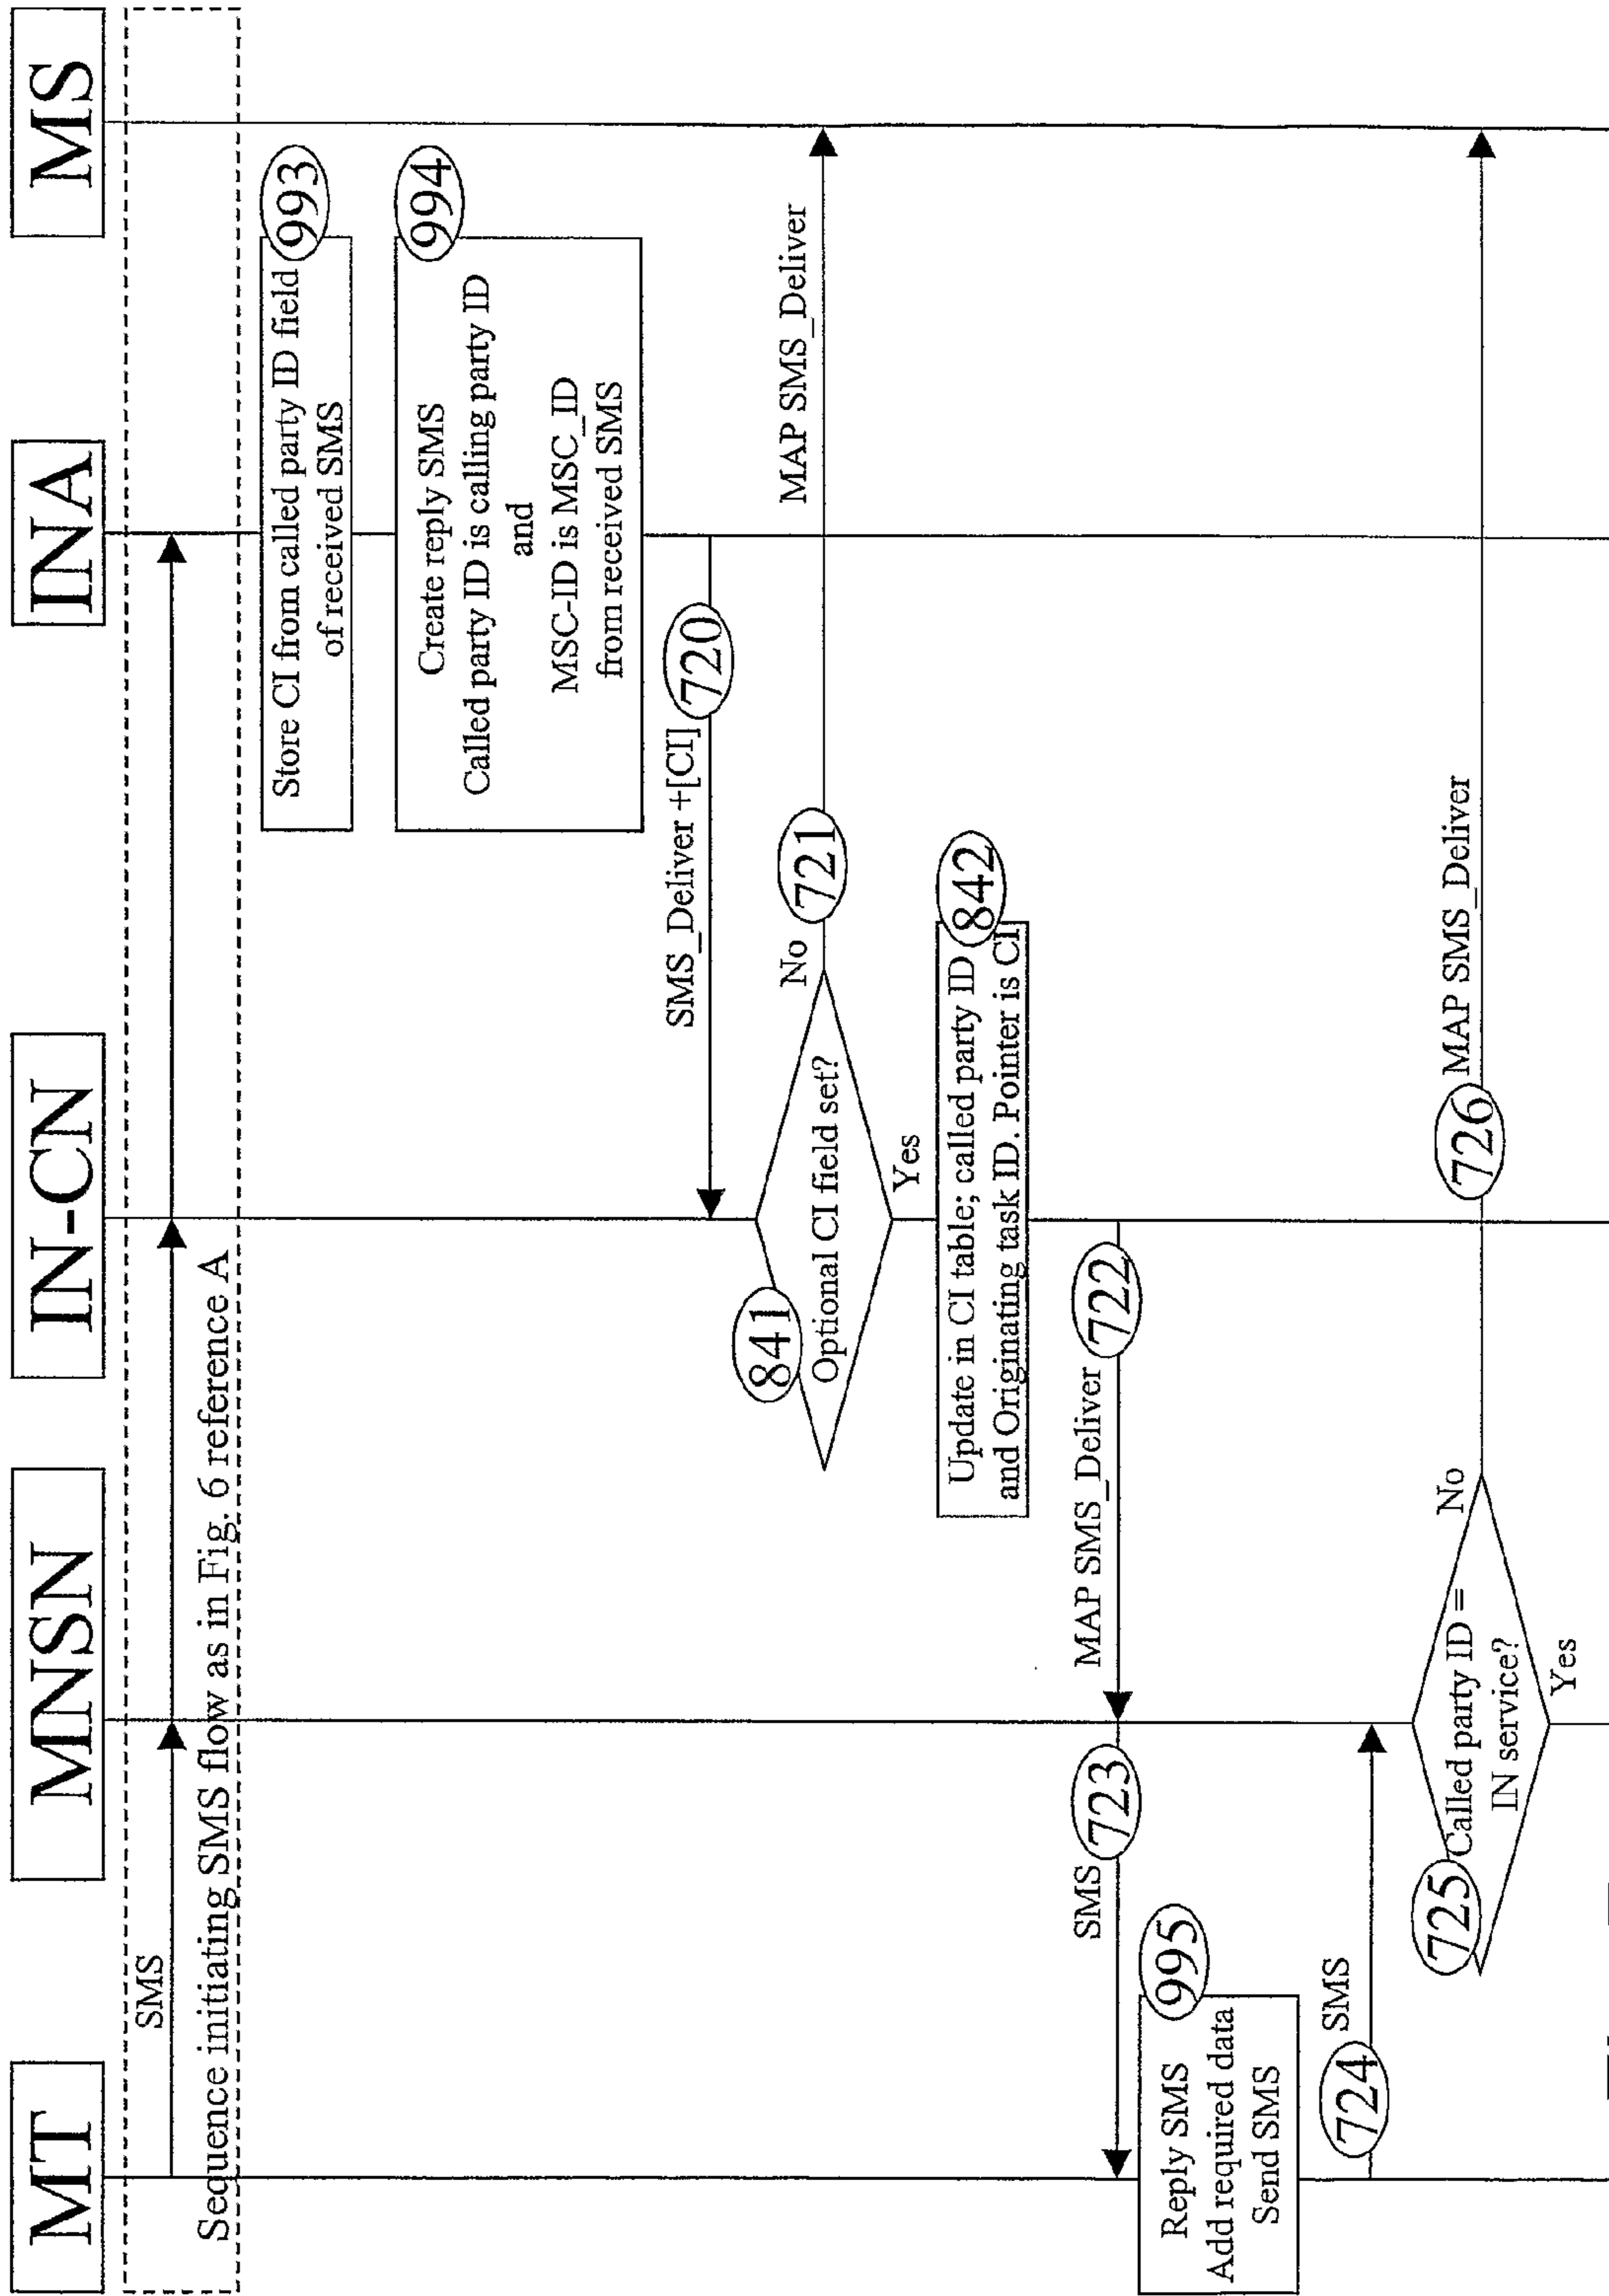 MT
MNSN
IN-CN
INA
MS
SMS
Sequence initiating SMS flow as in Fig. 6 reference A
Store CI from called party ID field
of received SMS
993
Create reply SMS
Called party ID is calling party ID
and
MSC-ID is MSC_ID
from received SMS
994
SMS_Deliver +[CI]
720
841
Optional CI field set?
No
721
MAP SMS_Deliver
Yes
Update in CI table; called party ID
and Originating task ID. Pointer is CI
842
MAP SMS_Deliver
722
SMS
723
Reply SMS
Add required data
Send SMS
995
724
SMS
725
Called party ID =
IN service?
No
726
MAP SMS_Deliver
Yes